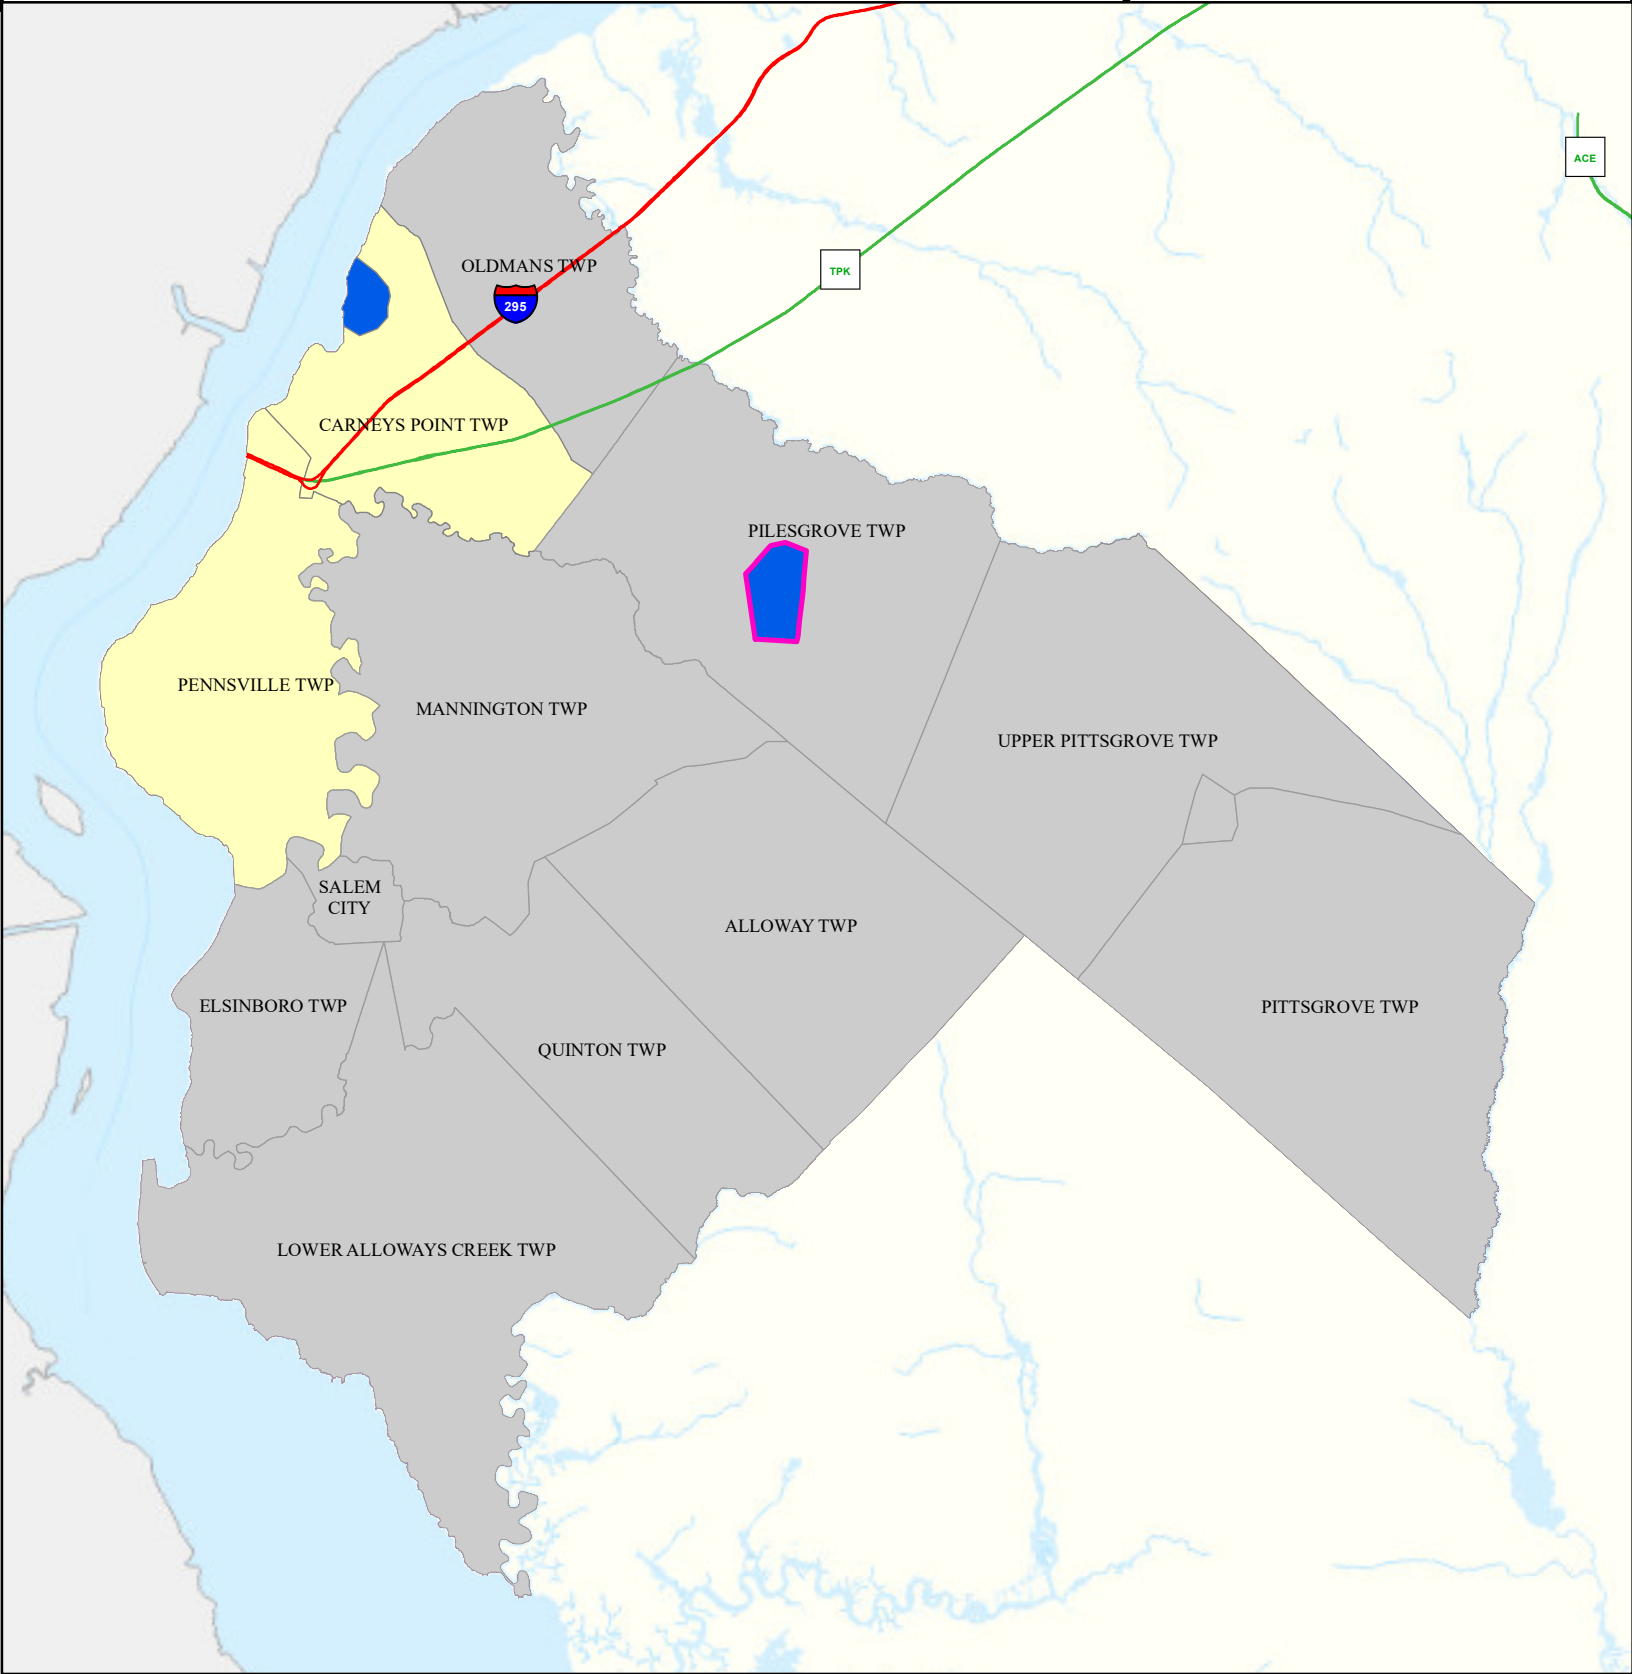 ACE
OLDMANS TWP
TPK
295
CARNEYS POINT TWP
PILESGROVE TWP
PENNSVILLE TWP
MANNINGTON TWP
UPPER PITTSGROVE TWP
SALEM
CITY
ALLOWAY TWP
ELSINBORO TWP
PITTSGROVE TWP
QUINTON TWP
LOWER ALLOWAYS CREEK TWP